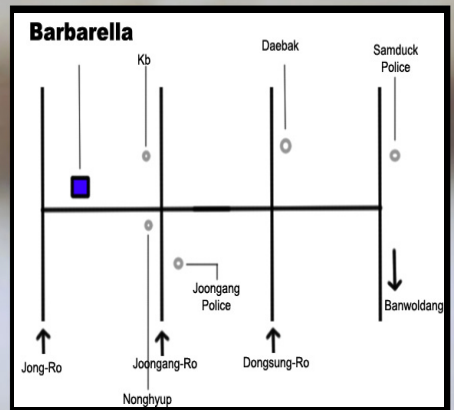 Barbarella
Kb
Daebak
Samduck
Police
Joongang
Police
Banwoldang
Jong-Ro
Joongang-Ro
Dongsung-Ro
Nonghyup